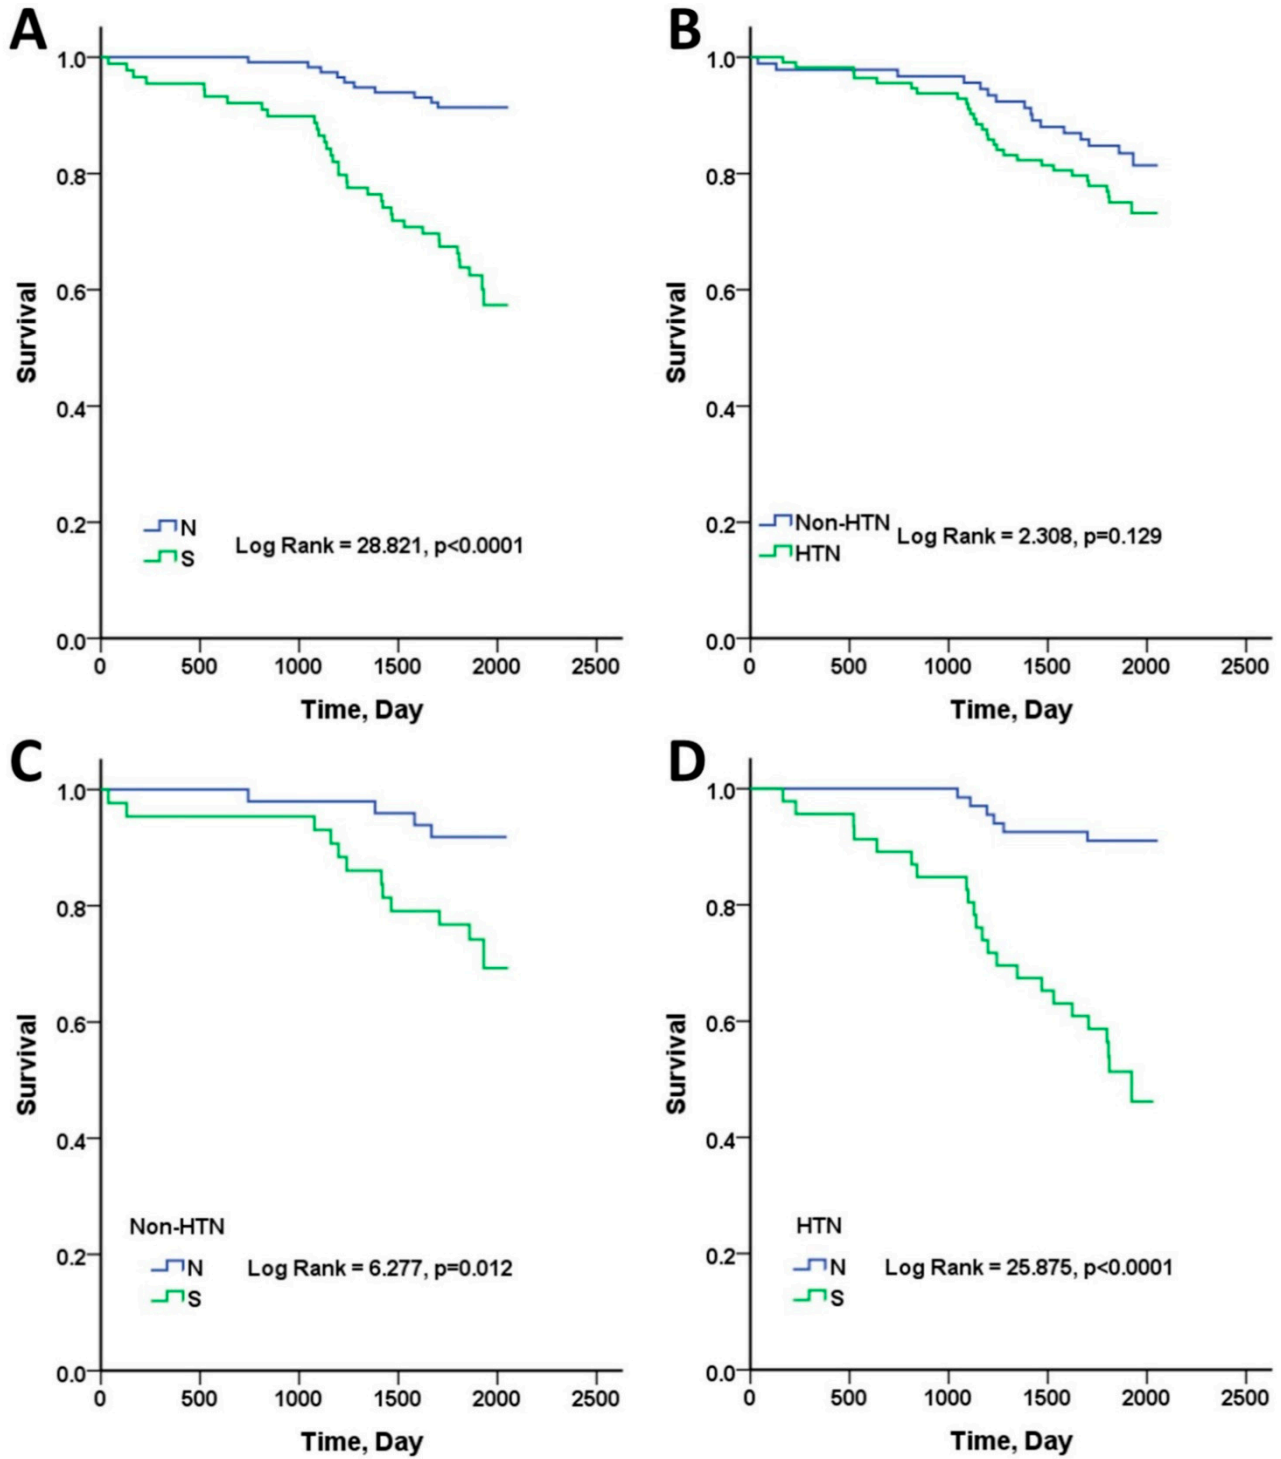 A
1.0
0.8
0.6
0.4
0.2
0.0
Survival
N
S
Log Rank = 28.821, p<0.0001
0 500 1000 1500 2000 2500
Time, Day
B
1.0
0.8
0.6
0.4
0.2
0.0
Survival
Non-HTN
HTN
Log Rank = 2.308, p=0.129
0 500 1000 1500 2000 2500
Time, Day
C
1.0
0.8
0.6
0.4
0.2
0.0
Survival
Non-HTN
N
S
Log Rank = 6.277, p=0.012
0 500 1000 1500 2000 2500
Time, Day
D
1.0
0.8
0.6
0.4
0.2
0.0
Survival
HTN
N
S
Log Rank = 25.875, p<0.0001
0 500 1000 1500 2000 2500
Time, Day